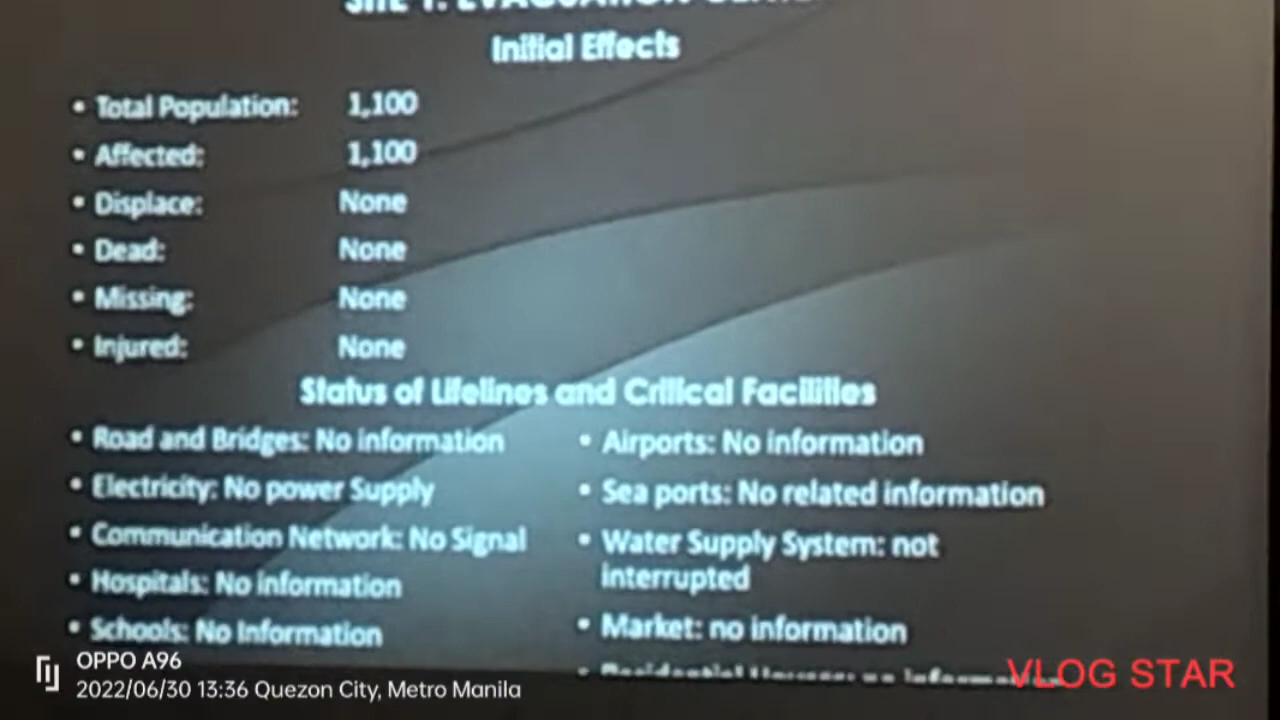 Initial Effects
• Total Population: 1,100
• Affected: 1,100
• Displace: None
• Dead: None
• Missing: None
• Injured: None
Status of Lifelines and Critical Facilities
• Road and Bridges: No information
• Electricity: No power Supply
• Communication Network: No Signal
• Hospitals: No information
• Schools: No Information
• Airports: No information
• Sea ports: No related information
• Water Supply System: not
interrupted
• Market: no information
OPPO A96
2022/06/30 13:36 Quezon City, Metro Manila
VLOG STAR